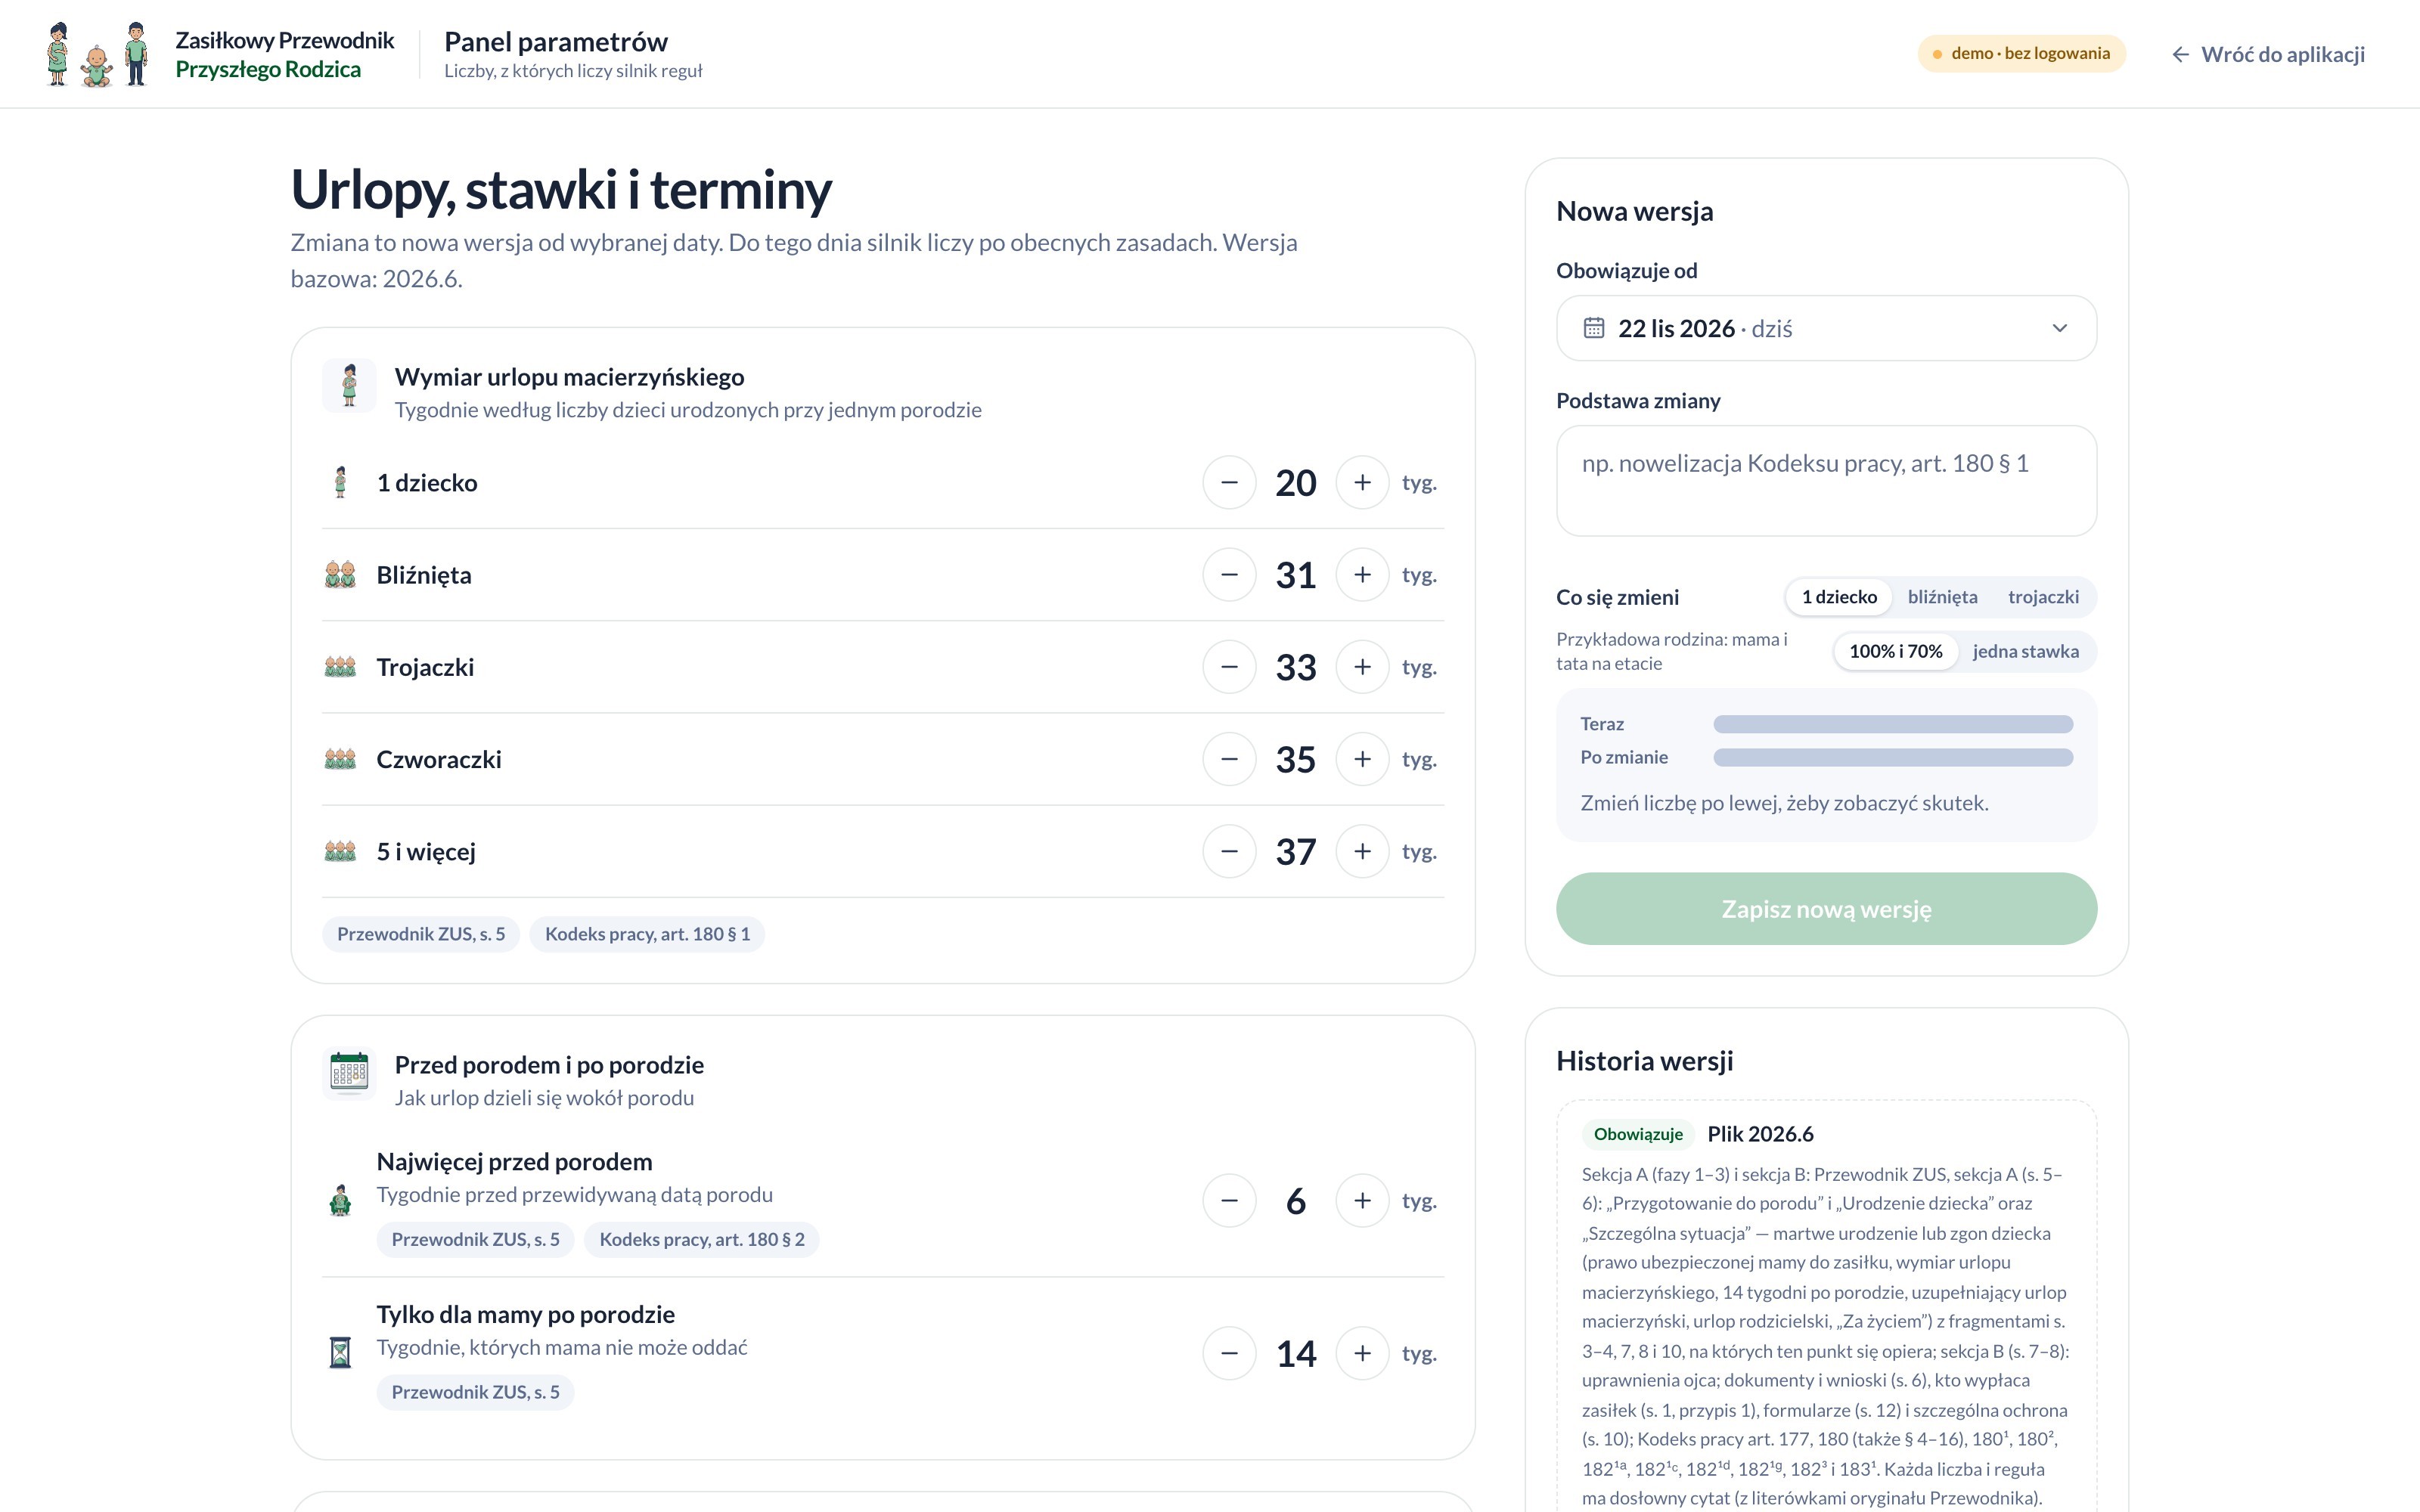 Zasiłkowy Przewodnik
Przyszłego Rodzica
Panel parametrów
Liczby, z których liczy silnik reguł
demo · bez logowania
Wróć do aplikacji
Urlopy, stawki i terminy
Zmiana to nowa wersja od wybranej daty. Do tego dnia silnik liczy po obecnych zasadach. Wersja
bazowa: 2026.6.
Wymiar urlopu macierzyńskiego
Tygodnie według liczby dzieci urodzonych przy jednym porodzie
1 dziecko
− 20 + tyg.
Bliźnięta
− 31 + tyg.
Trojaczki
− 33 + tyg.
Czworaczki
− 35 + tyg.
5 i więcej
− 37 + tyg.
Przewodnik ZUS, s. 5
Kodeks pracy, art. 180 § 1
Przed porodem i po porodzie
Jak urlop dzieli się wokół porodu
Najwięcej przed porodem
Tygodnie przed przewidywaną datą porodu
Przewodnik ZUS, s. 5
Kodeks pracy, art. 180 § 2
− 6 + tyg.
Tylko dla mamy po porodzie
Tygodnie, których mama nie może oddać
Przewodnik ZUS, s. 5
− 14 + tyg.
Nowa wersja
Obowiązuje od
22 lis 2026 · dziś
Podstawa zmiany
np. nowelizacja Kodeksu pracy, art. 180 § 1
Co się zmieni
1 dziecko
bliźnięta
trojaczki
Przykładowa rodzina: mama i
tata na etacie
100% i 70%
jedna stawka
Teraz
Po zmianie
Zmień liczbę po lewej, żeby zobaczyć skutek.
Zapisz nową wersję
Historia wersji
Obowiązuje
Plik 2026.6
Sekcja A (fazy 1–3) i sekcja B: Przewodnik ZUS, sekcja A (s. 5–
6): „Przygotowanie do porodu” i „Urodzenie dziecka” oraz
„Szczególna sytuacja” — martwe urodzenie lub zgon dziecka
(prawo ubezpieczonej mamy do zasiłku, wymiar urlopu
macierzyńskiego, 14 tygodni po porodzie, uzupełniający urlop
macierzyński, urlop rodzicielski, „Za życiem”) z fragmentami s.
3–4, 7, 8 i 10, na których ten punkt się opiera; sekcja B (s. 7–8):
uprawnienia ojca; dokumenty i wnioski (s. 6), kto wypłaca
zasiłek (s. 1, przypis 1), formularze (s. 12) i szczególna ochrona
(s. 10); Kodeks pracy art. 177, 180 (także § 4–16), 180¹, 180²,
182¹ᵃ, 182¹ᶜ, 182¹ᵈ, 182¹ᵍ, 182³ i 183¹. Każda liczba i reguła
ma dosłowny cytat (z literówkami oryginału Przewodnika).